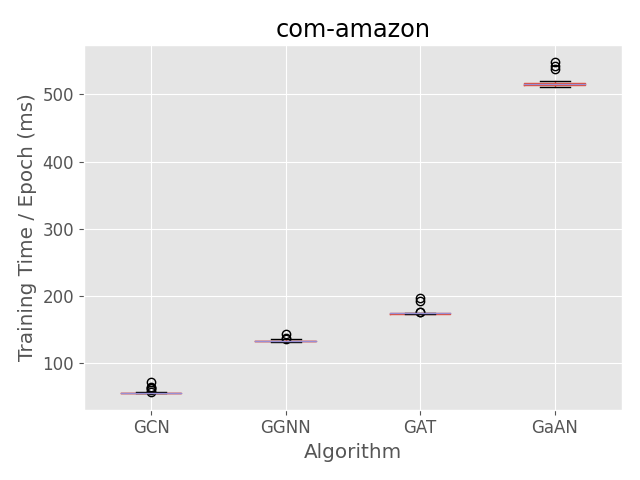 com-amazon
Training Time / Epoch (ms)
500
400
300
200
100
GCN GGNN GAT GaAN
Algorithm